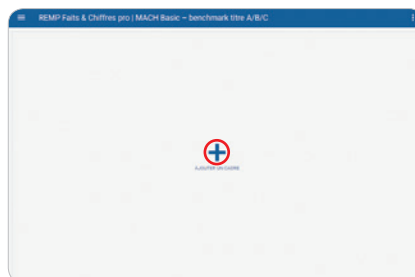 REMP Faits & Chiffres pro | MACH Basic – benchmark titre A/B/C
AJOUTER UN CADRE